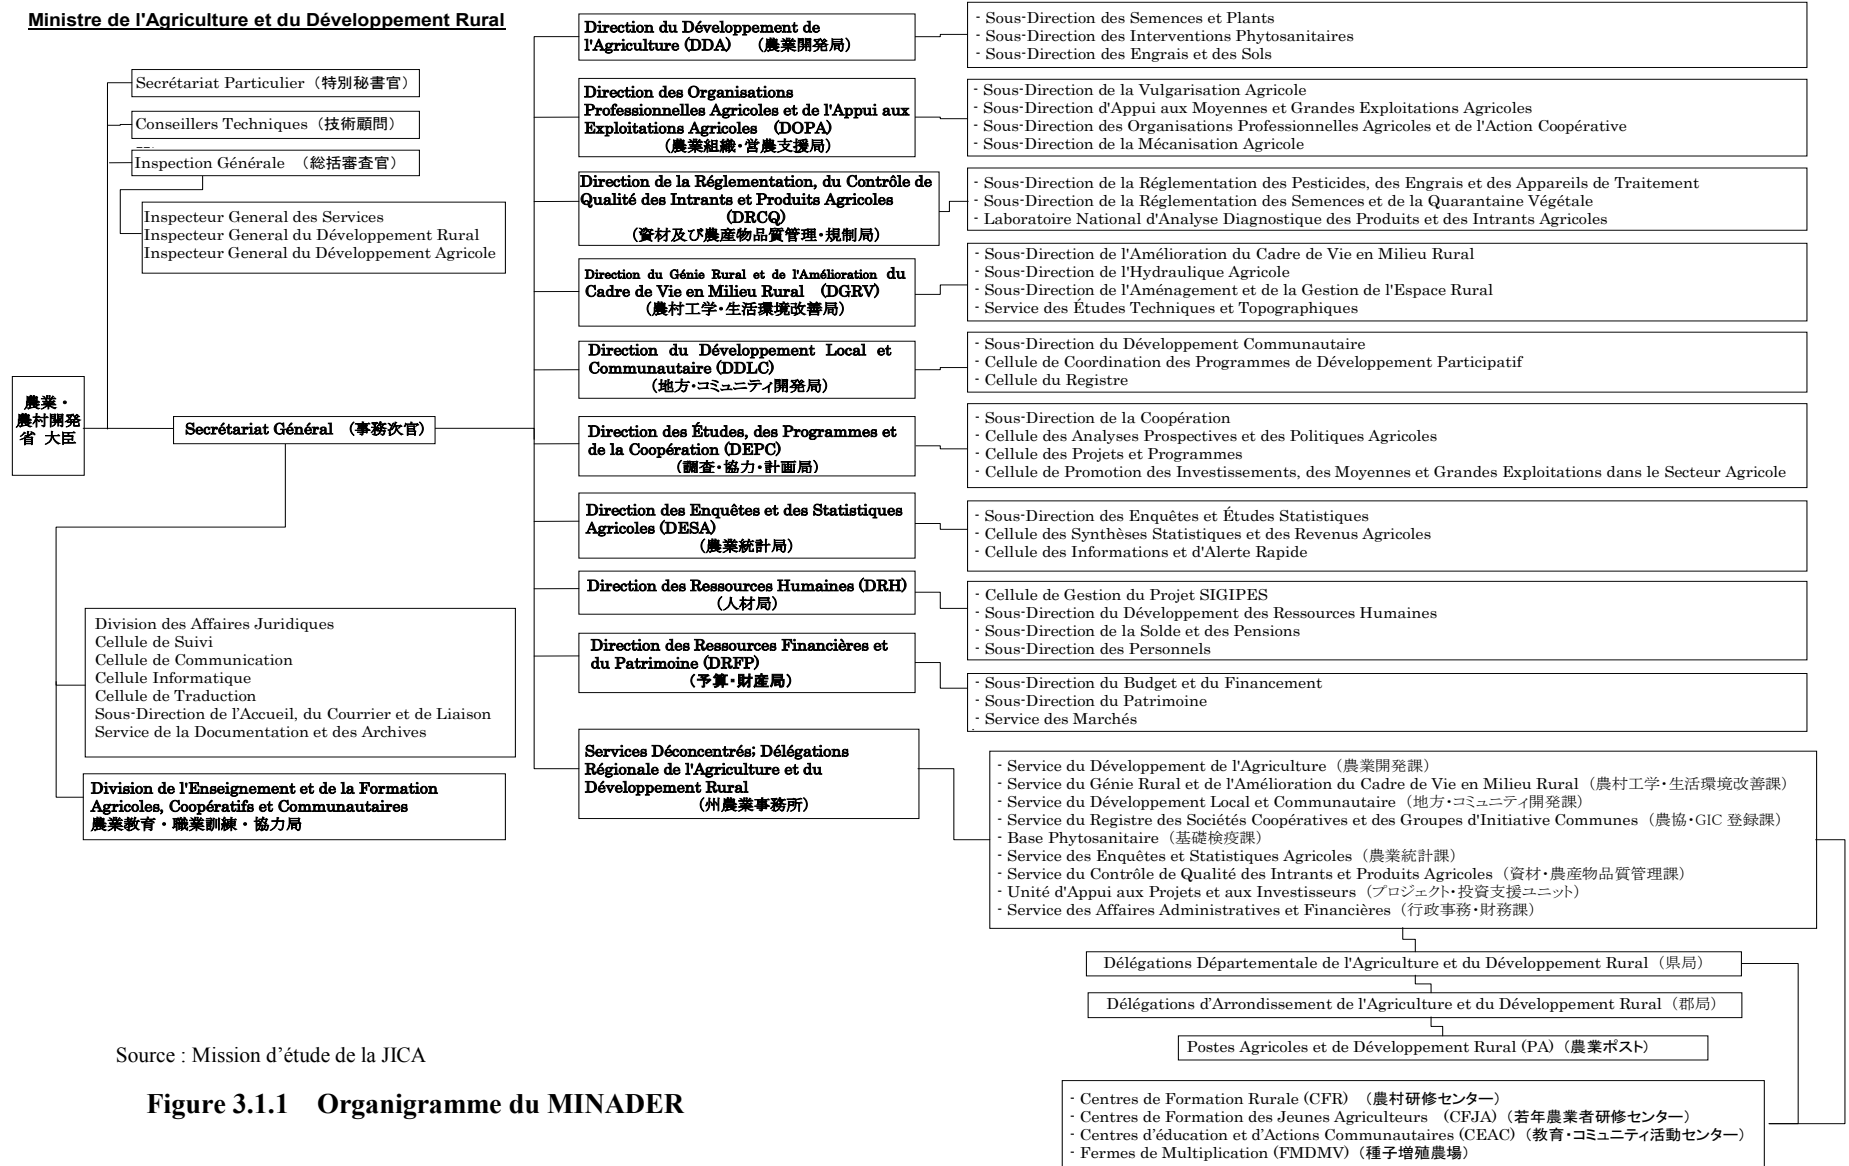 Ministre de l'Agriculture et du Développement Rural
Secrétariat Particulier（特別秘書官）
Conseillers Techniques（技術顧問）
Inspection Générale （総括審査官）
Inspecteur General des Services
Inspecteur General du Développement Rural
Inspecteur General du Développement Agricole
農業・
農村開発
省 大臣
Secrétariat Général （事務次官）
Division des Affaires Juridiques
Cellule de Suivi
Cellule de Communication
Cellule Informatique
Cellule de Traduction
Sous-Direction de l'Accueil, du Courrier et de Liaison
Service de la Documentation et des Archives
Division de l'Enseignement et de la Formation
Agricoles, Coopératifs et Communautaires
農業教育・職業訓練・協力局
Direction du Développement de
l'Agriculture (DDA) （農業開発局）
- Sous-Direction des Semences et Plants
- Sous-Direction des Interventions Phytosanitaires
- Sous-Direction des Engrais et des Sols
Direction des Organisations
Professionnelles Agricoles et de l'Appui aux
Exploitations Agricoles (DOPA)
（農業組織・営農支援局）
- Sous-Direction de la Vulgarisation Agricole
- Sous-Direction d'Appui aux Moyennes et Grandes Exploitations Agricoles
- Sous-Direction des Organisations Professionnelles Agricoles et de l'Action Coopérative
- Sous-Direction de la Mécanisation Agricole
Direction de la Réglementation, du Contrôle de
Qualité des Intrants et Produits Agricoles
(DRCQ)
（資材及び農産物品質管理・規制局）
- Sous-Direction de la Réglementation des Pesticides, des Engrais et des Appareils de Traitement
- Sous-Direction de la Réglementation des Semences et de la Quarantaine Végétale
- Laboratoire National d'Analyse Diagnostique des Produits et des Intrants Agricoles
Direction du Génie Rural et de l'Amélioration du
Cadre de Vie en Milieu Rural (DGRV)
（農村工学・生活環境改善局）
- Sous-Direction de l'Amélioration du Cadre de Vie en Milieu Rural
- Sous-Direction de l'Hydraulique Agricole
- Sous-Direction de l'Aménagement et de la Gestion de l'Espace Rural
- Service des Études Techniques et Topographiques
Direction du Développement Local et
Communautaire (DDLC)
（地方・コミュニティ開発局）
- Sous-Direction du Développement Communautaire
- Cellule de Coordination des Programmes de Développement Participatif
- Cellule du Registre
Direction des Études, des Programmes et
de la Coopération (DEPC)
（調査・協力・計画局）
- Sous-Direction de la Coopération
- Cellule des Analyses Prospectives et des Politiques Agricoles
- Cellule des Projets et Programmes
- Cellule de Promotion des Investissements, des Moyennes et Grandes Exploitations dans le Secteur Agricole
Direction des Enquêtes et des Statistiques
Agricoles (DESA)
（農業統計局）
- Sous-Direction des Enquêtes et Études Statistiques
- Cellule des Synthèses Statistiques et des Revenus Agricoles
- Cellule des Informations et d'Alerte Rapide
Direction des Ressources Humaines (DRH)
（人材局）
- Cellule de Gestion du Projet SIGIPES
- Sous-Direction du Développement des Ressources Humaines
- Sous-Direction de la Solde et des Pensions
- Sous-Direction des Personnels
Direction des Ressources Financières et
du Patrimoine (DRFP)
（予算・財産局）
- Sous-Direction du Budget et du Financement
- Sous-Direction du Patrimoine
- Service des Marchés
Services Déconcentrés; Délégations
Régionale de l'Agriculture et du
Développement Rural
（州農業事務所）
- Service du Développement de l'Agriculture（農業開発課）
- Service du Génie Rural et de l'Amélioration du Cadre de Vie en Milieu Rural（農村工学・生活環境改善課）
- Service du Développement Local et Communautaire（地方・コミュニティ開発課）
- Service du Registre des Sociétés Coopératives et des Groupes d'Initiative Communes（農協・GIC 登録課）
- Base Phytosanitaire（基礎検疫課）
- Service des Enquêtes et Statistiques Agricoles（農業統計課）
- Service du Contrôle de Qualité des Intrants et Produits Agricoles（資材・農産物品質管理課）
- Unité d'Appui aux Projets et aux Investisseurs（プロジェクト・投資支援ユニット）
- Service des Affaires Administratives et Financières（行政事務・財務課）
Délégations Départementale de l'Agriculture et du Développement Rural（県局）
Délégations d'Arrondissement de l'Agriculture et du Développement Rural（郡局）
Postes Agricoles et de Développement Rural (PA)（農業ポスト）
- Centres de Formation Rurale (CFR) （農村研修センター）
- Centres de Formation des Jeunes Agriculteurs (CFJA)（若年農業者研修センター）
- Centres d'éducation et d'Actions Communautaires (CEAC)（教育・コミュニティ活動センター）
- Fermes de Multiplication (FMDMV)（種子増殖農場）
Source : Mission d'étude de la JICA
Figure 3.1.1 Organigramme du MINADER